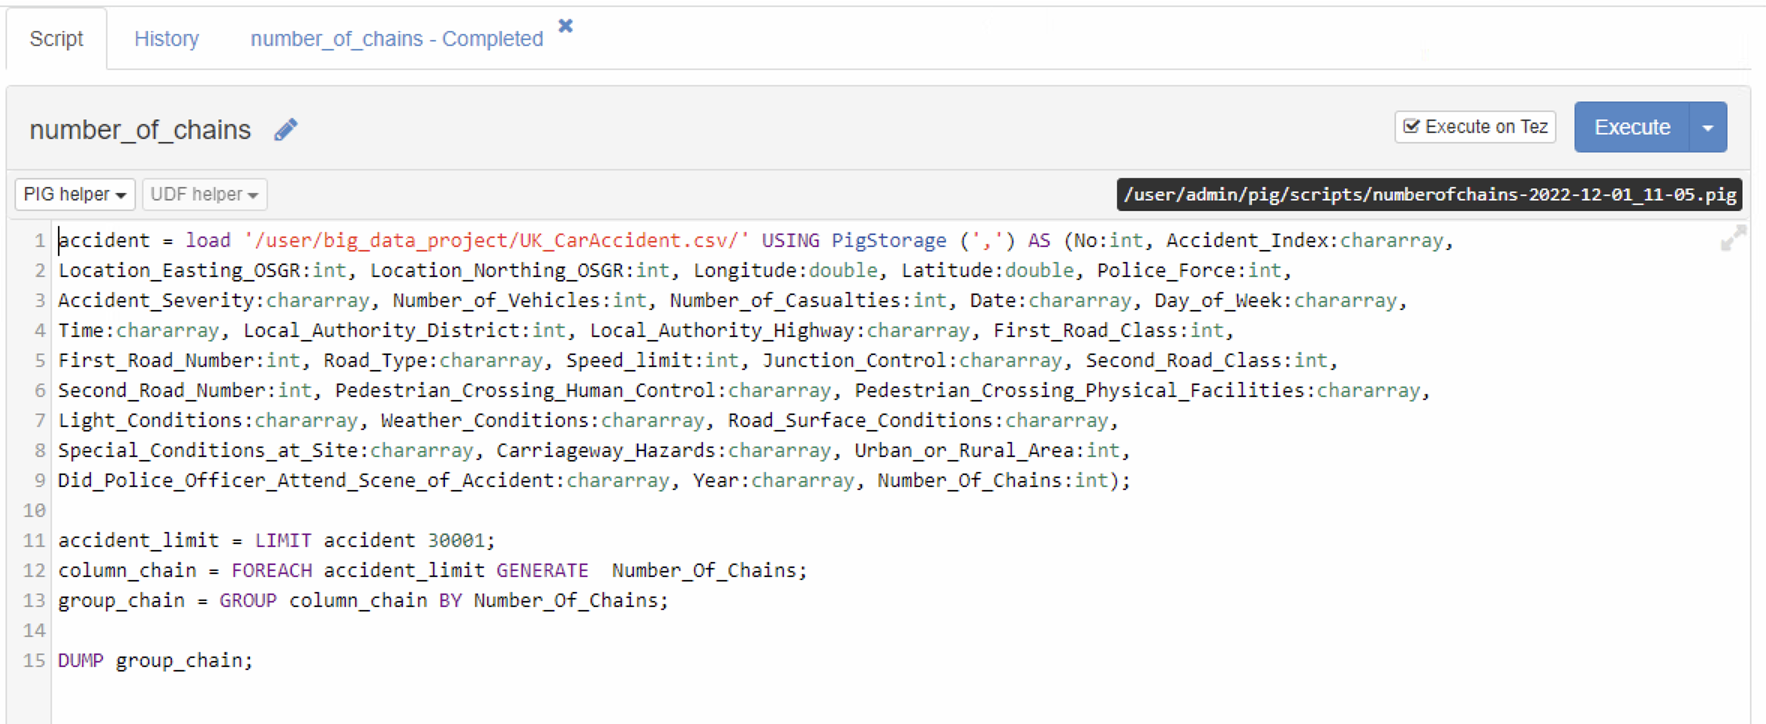 Script History number_of_chains - Completed
number_of_chains Execute on Tez Execute
PIG helper UDF helper /user/admin/pig/scripts/numberofchains-2022-12-01_11-05.pig
1 accident = load '/user/big_data_project/UK_CarAccident.csv/' USING PigStorage (',') AS (No:int, Accident_Index:chararray,
2 Location_Easting_OSGR:int, Location_Northing_OSGR:int, Longitude:double, Latitude:double, Police_Force:int,
3 Accident_Severity:chararray, Number_of_Vehicles:int, Number_of_Casualties:int, Date:chararray, Day_of_Week:chararray,
4 Time:chararray, Local_Authority_District:int, Local_Authority_Highway:chararray, First_Road_Class:int,
5 First_Road_Number:int, Road_Type:chararray, Speed_limit:int, Junction_Control:chararray, Second_Road_Class:int,
6 Second_Road_Number:int, Pedestrian_Crossing_Human_Control:chararray, Pedestrian_Crossing_Physical_Facilities:chararray,
7 Light_Conditions:chararray, Weather_Conditions:chararray, Road_Surface_Conditions:chararray,
8 Special_Conditions_at_Site:chararray, Carriageway_Hazards:chararray, Urban_or_Rural_Area:int,
9 Did_Police_Officer_Attend_Scene_of_Accident:chararray, Year:chararray, Number_Of_Chains:int);
10
11 accident_limit = LIMIT accident 30001;
12 column_chain = FOREACH accident_limit GENERATE  Number_Of_Chains;
13 group_chain = GROUP column_chain BY Number_Of_Chains;
14
15 DUMP group_chain;